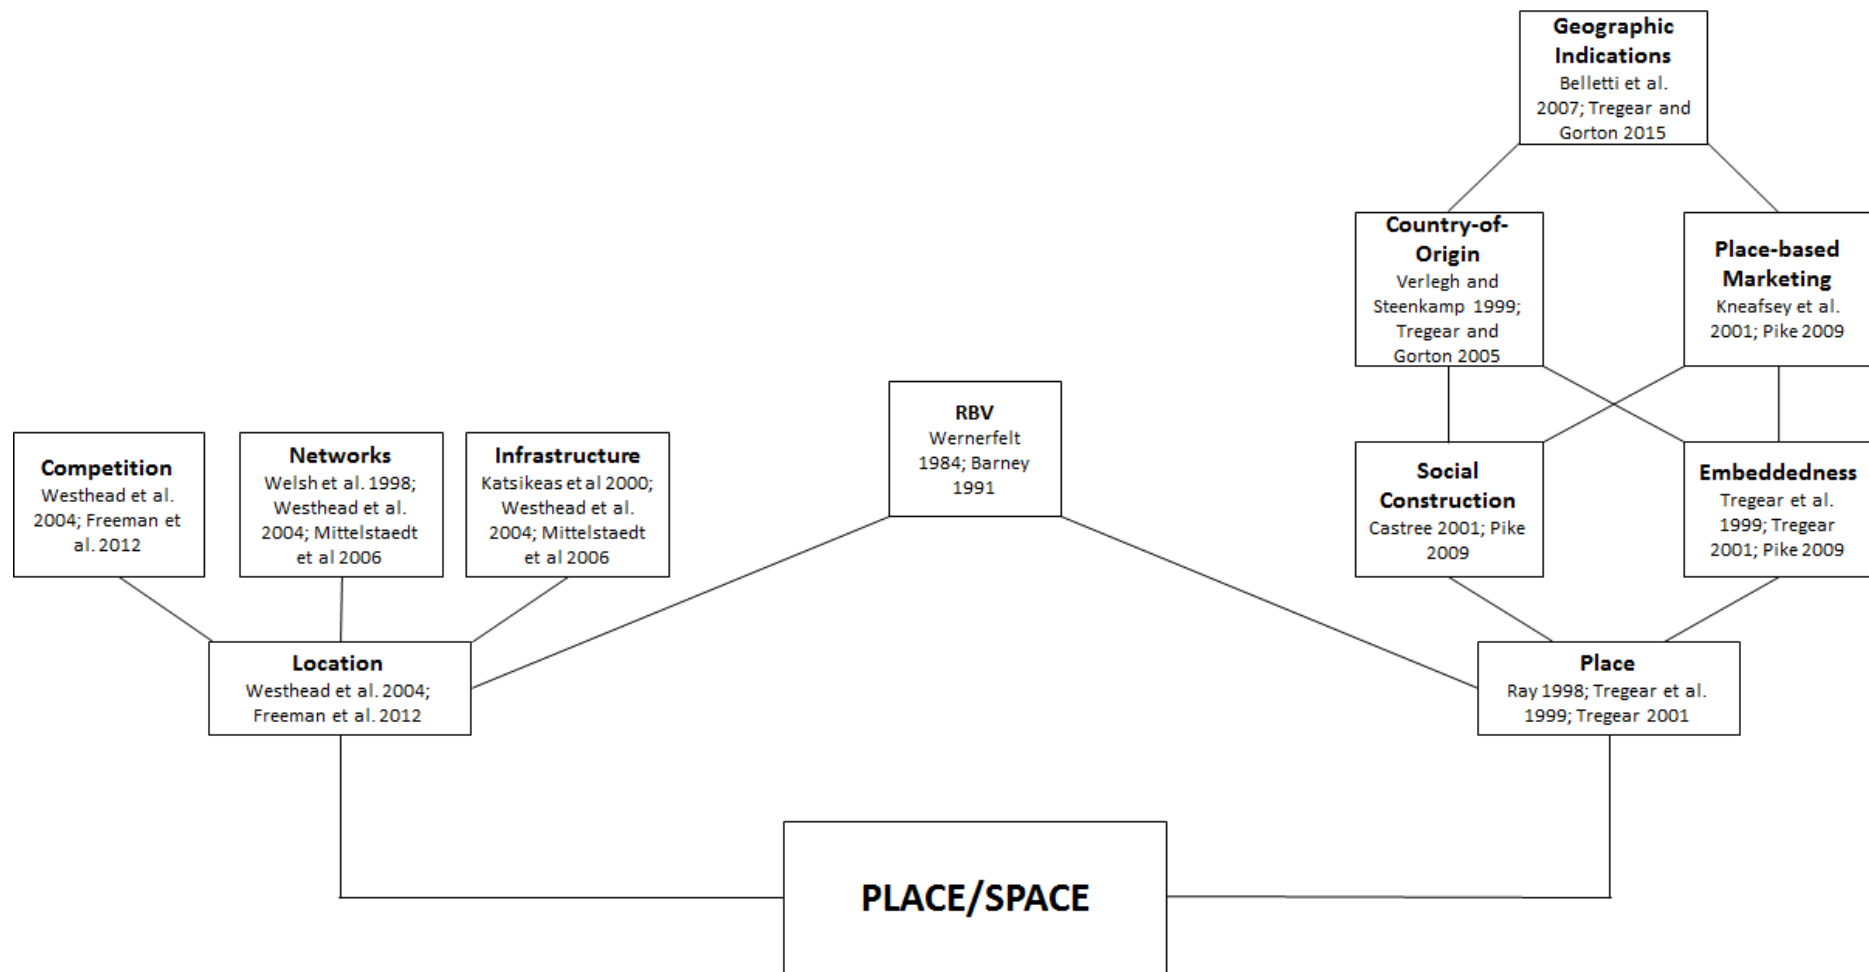 Geographic
Indications
Belletti et al.
2007; Tregear and
Gorton 2015
Country-of-
Origin
Verlegh and
Steenkamp 1999;
Tregear and
Gorton 2005
Place-based
Marketing
Kneafsey et al.
2001; Pike 2009
RBV
Wernerfelt
1984; Barney
1991
Competition
Westhead et al.
2004; Freeman et
al. 2012
Networks
Welsh et al. 1998;
Westhead et al.
2004; Mittelstaedt
et al 2006
Infrastructure
Katsikeas et al 2000;
Westhead et al.
2004; Mittelstaedt
et al 2006
Social
Construction
Castree 2001; Pike
2009
Embeddedness
Tregear et al.
1999; Tregear
2001; Pike 2009
Location
Westhead et al. 2004;
Freeman et al. 2012
Place
Ray 1998; Tregear et al.
1999; Tregear 2001
PLACE/SPACE